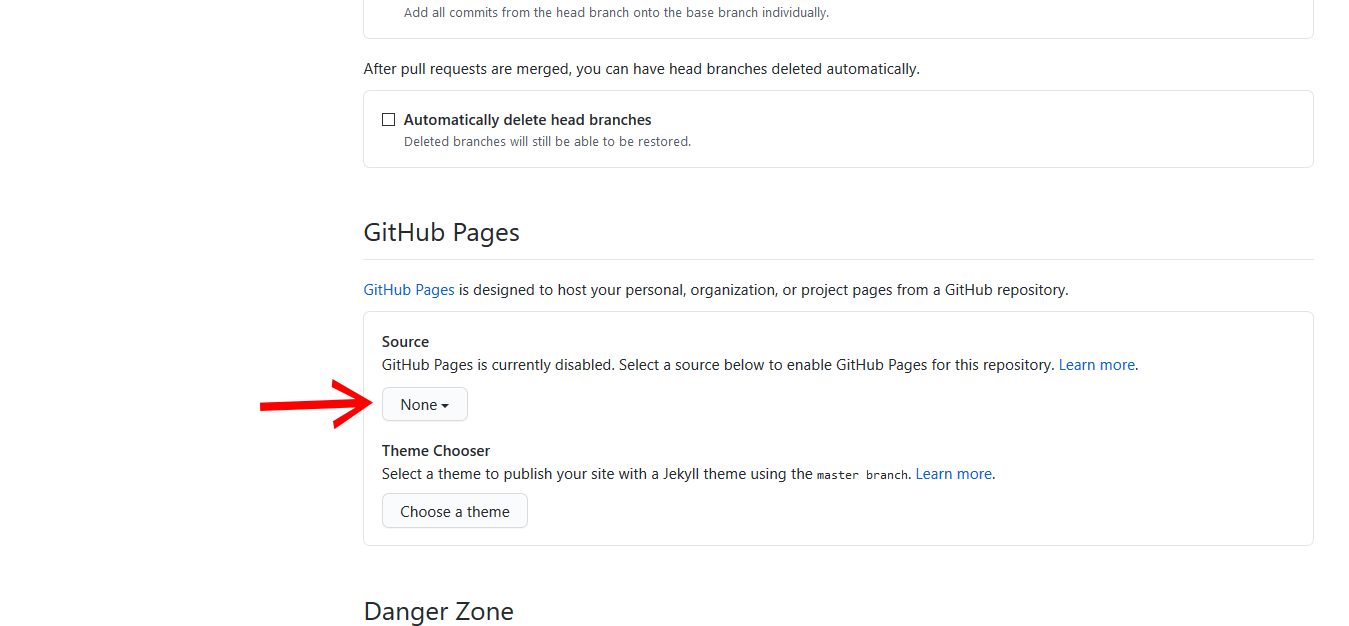 Add all commits from the head branch onto the base branch individually.
After pull requests are merged, you can have head branches deleted automatically.
Automatically delete head branches
Deleted branches will still be able to be restored.
GitHub Pages
GitHub Pages is designed to host your personal, organization, or project pages from a GitHub repository.
Source
GitHub Pages is currently disabled. Select a source below to enable GitHub Pages for this repository. Learn more.
None
Theme Chooser
Select a theme to publish your site with a Jekyll theme using the master branch. Learn more.
Choose a theme
Danger Zone